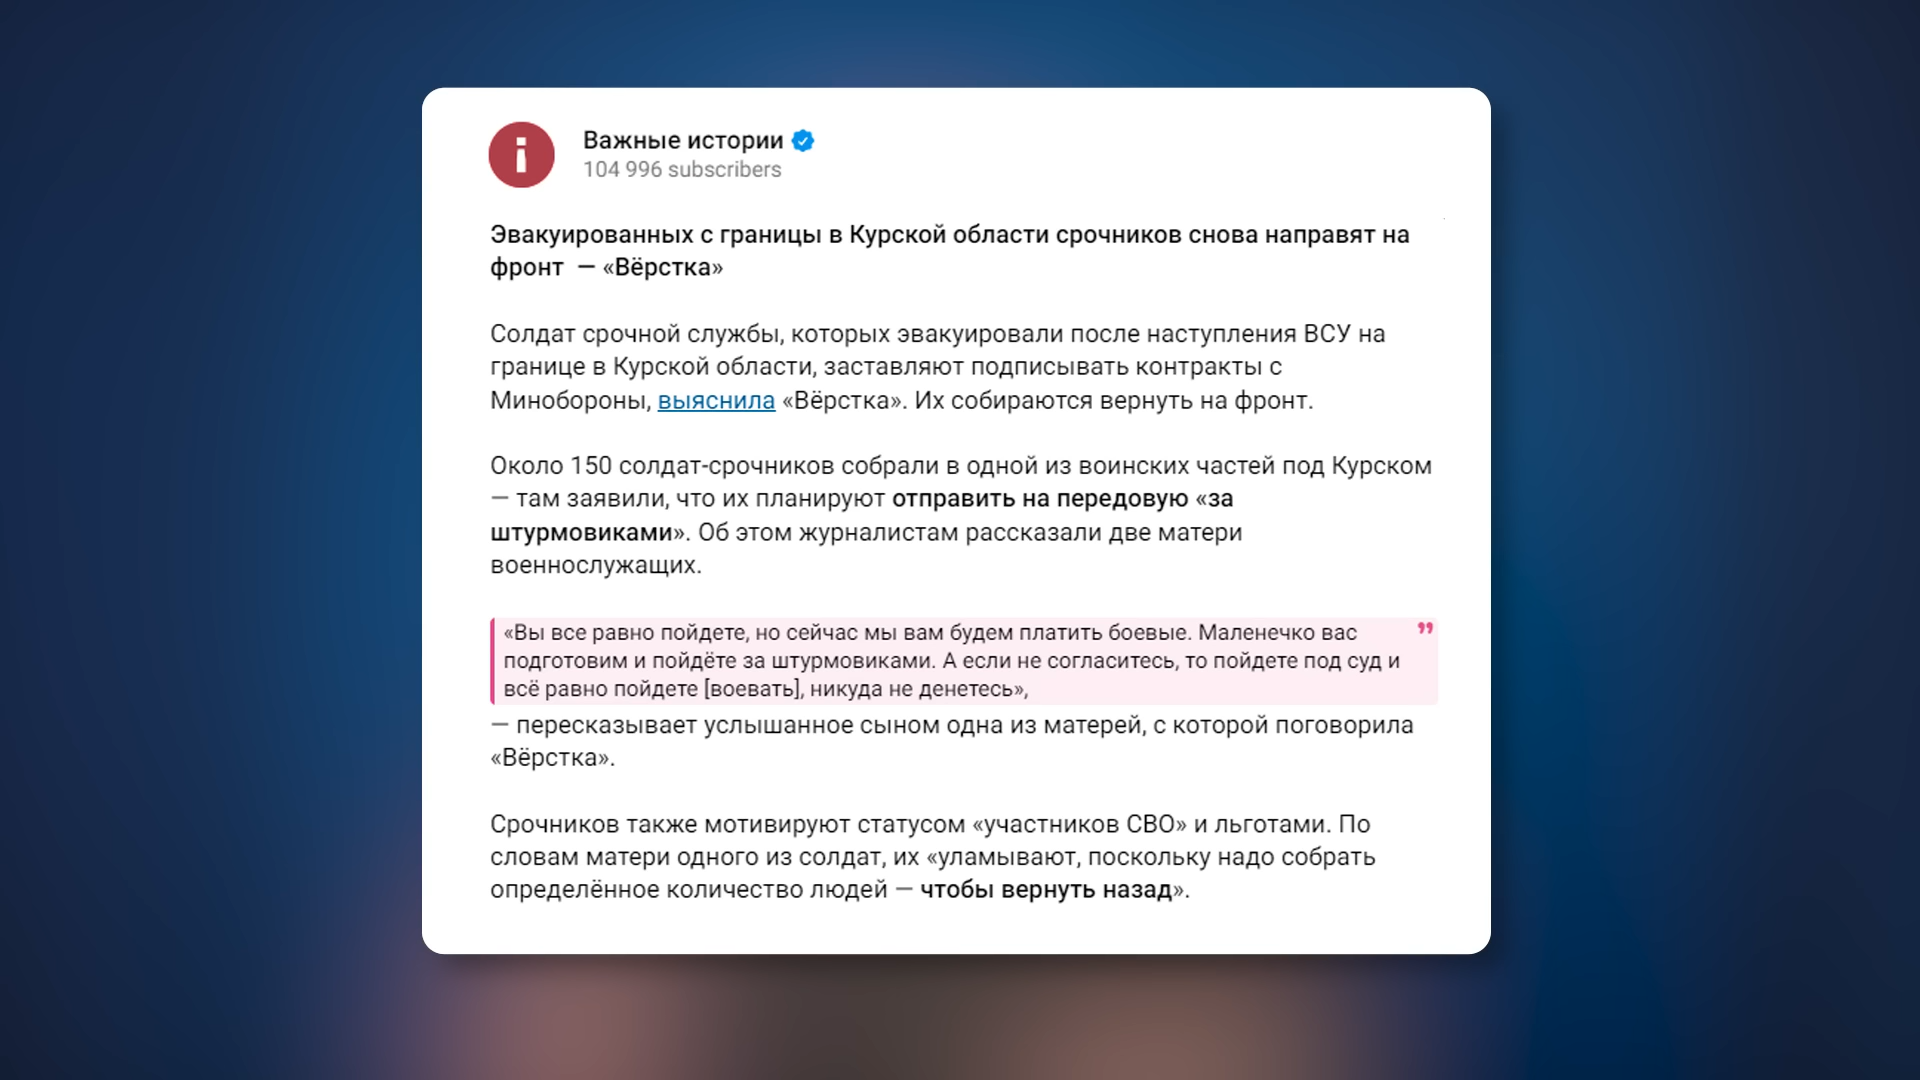 Важные истории
104 996 subscribers
Эвакуированных с границы в Курской области срочников снова направят на
фронт — «Вёрстка»
Солдат срочной службы, которых эвакуировали после наступления ВСУ на
границе в Курской области, заставляют подписывать контракты с
Минобороны, выяснила «Вёрстка». Их собираются вернуть на фронт.
Около 150 солдат-срочников собрали в одной из воинских частей под Курском
— там заявили, что их планируют отправить на передовую «за
штурмовиками». Об этом журналистам рассказали две матери
военнослужащих.
«Вы все равно пойдете, но сейчас мы вам будем платить боевые. Маленечко вас
подготовим и пойдёте за штурмовиками. А если не согласитесь, то пойдете под суд и
всё равно пойдете [воевать], никуда не денетесь»,
— пересказывает услышанное сыном одна из матерей, с которой поговорила
«Вёрстка».
Срочников также мотивируют статусом «участников СВО» и льготами. По
словам матери одного из солдат, их «уламывают, поскольку надо собрать
определённое количество людей — чтобы вернуть назад».